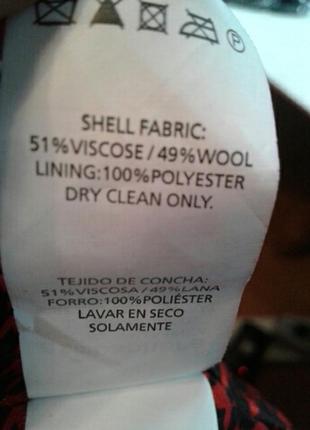 P
SHELL FABRIC:
51%VISCOSE/49%WOOL
LINING:100%POLYESTER
DRY CLEAN ONLY.
TEJIDO DE CONCHA:
51%VISCOSA/49%LANA
FORRO:100%POLIÉSTER
LAVAR EN SECO
SOLAMENTE